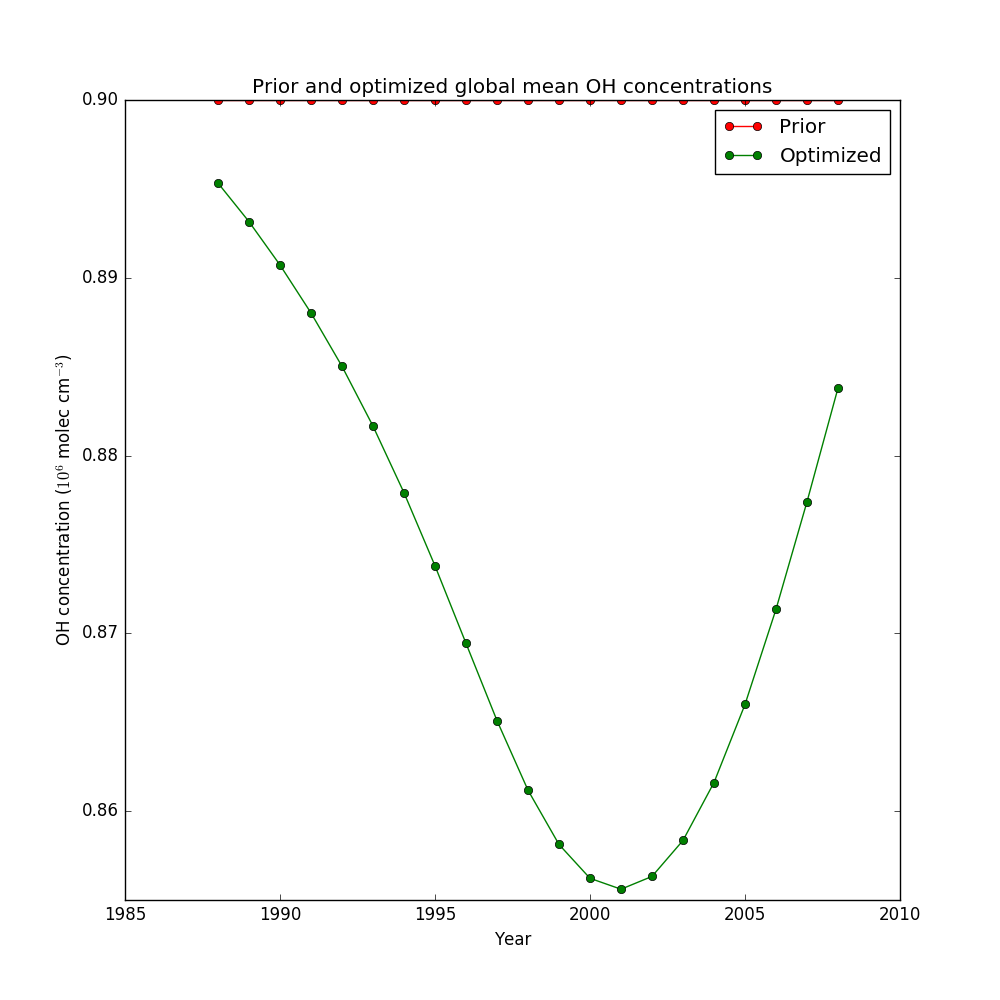 Prior and optimized global mean OH concentrations
0.90
0.89
0.88
0.87
0.86
OH concentration (10⁶ molec cm⁻³)
Prior
Optimized
1985 1990 1995 2000 2005 2010
Year